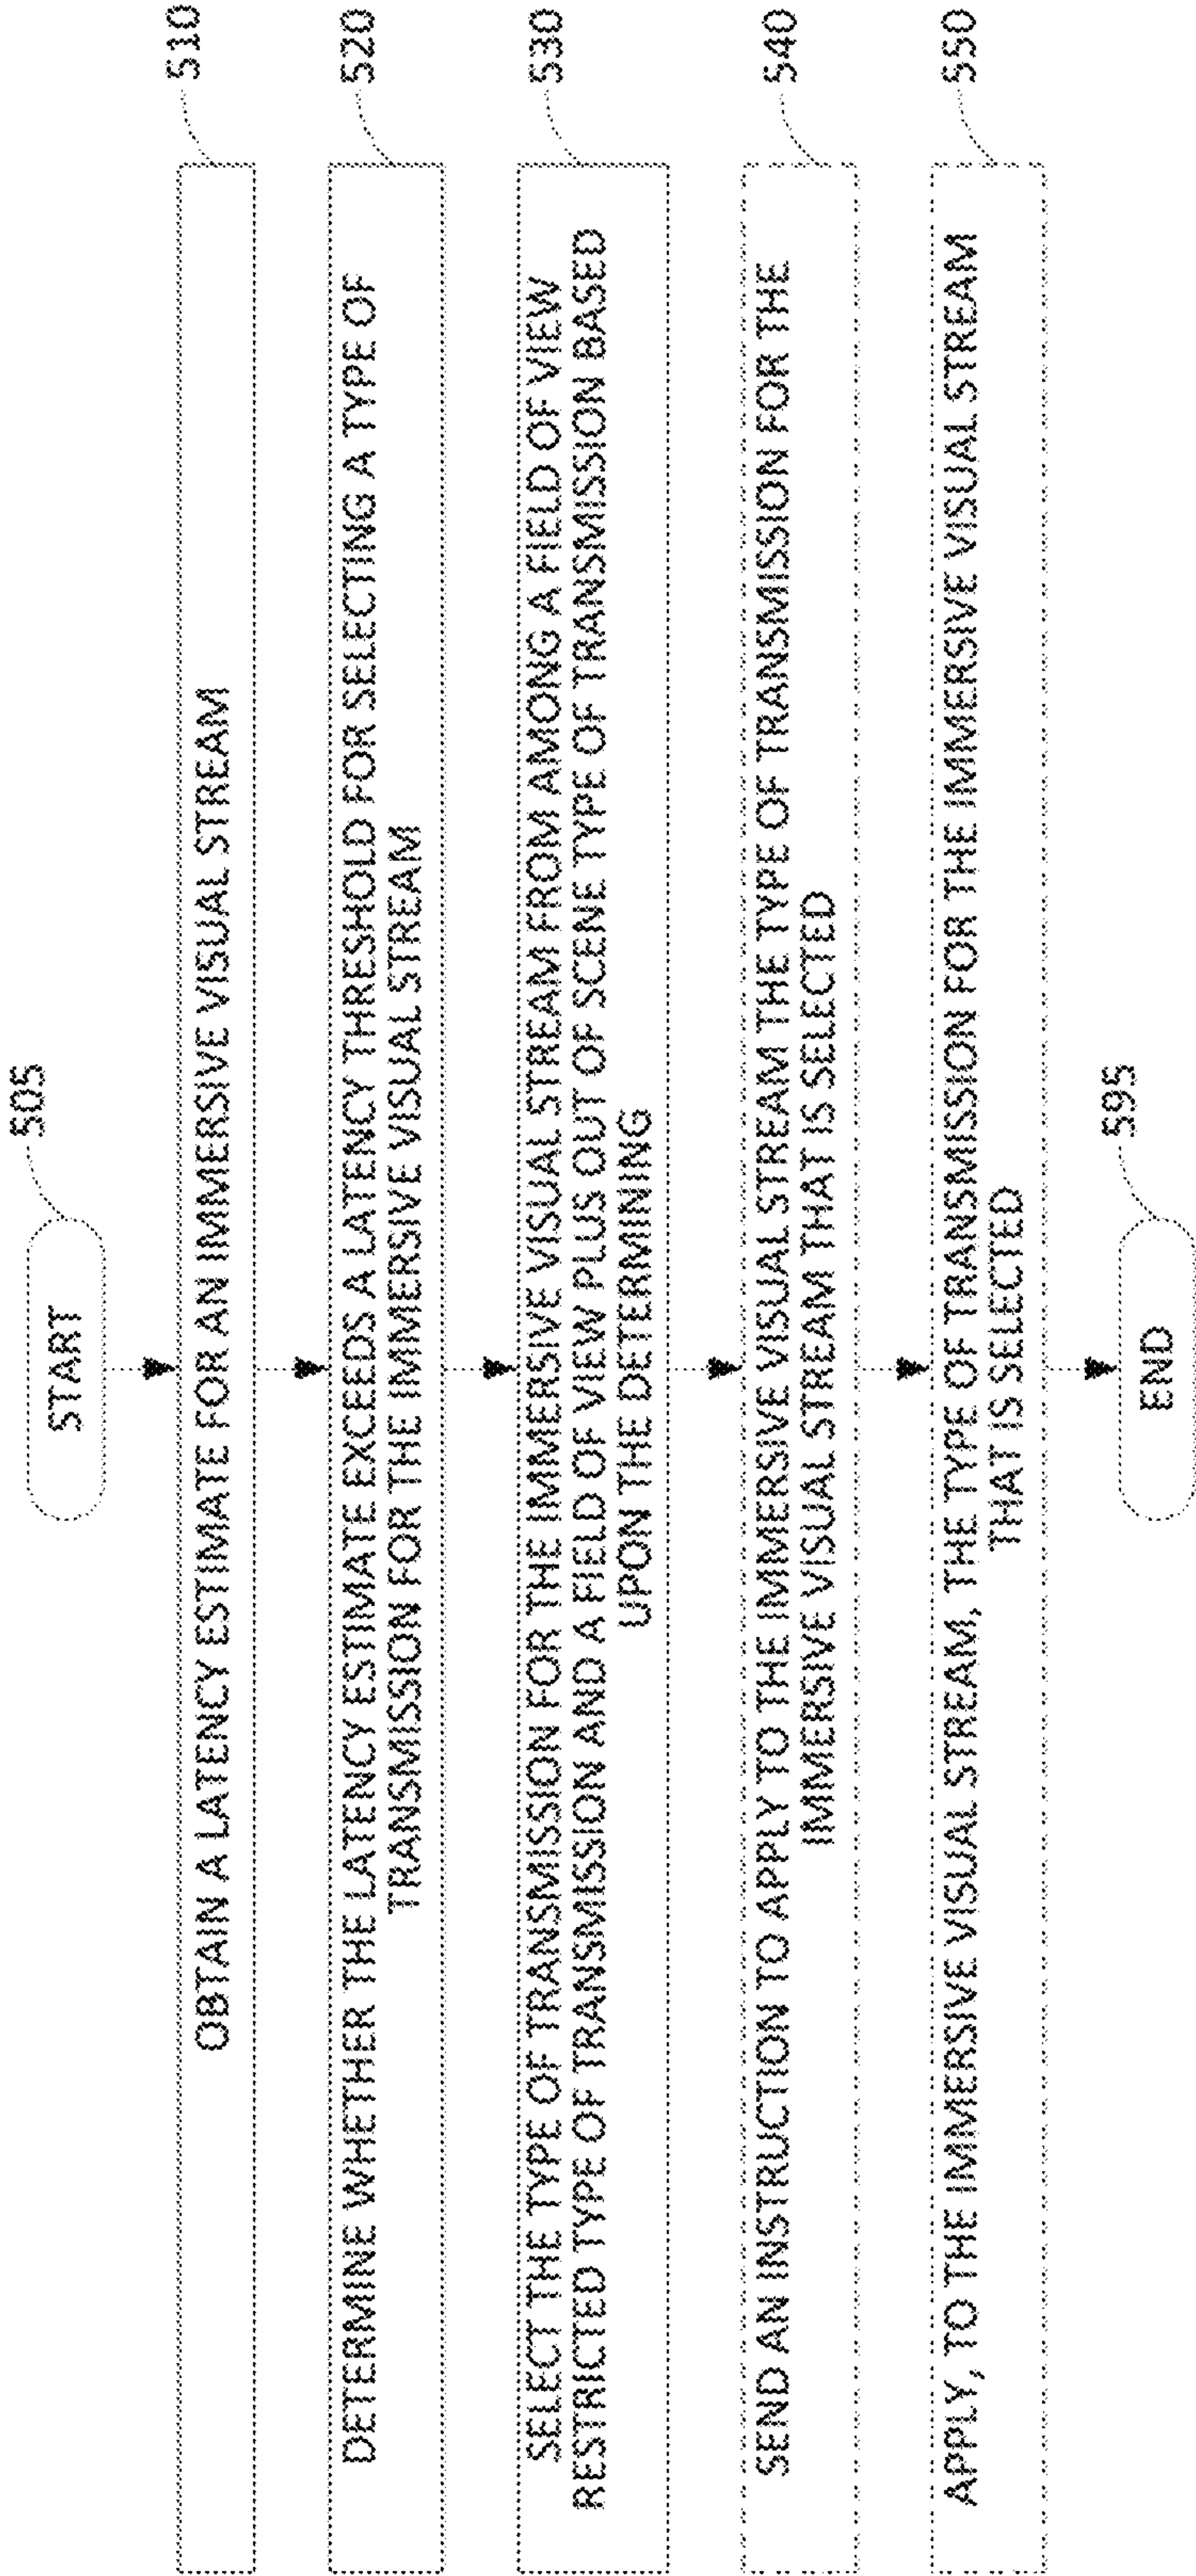 505
START
510
OBTAIN A LATENCY ESTIMATE FOR AN IMMERSIVE VISUAL STREAM
520
DETERMINE WHETHER THE LATENCY ESTIMATE EXCEEDS A LATENCY THRESHOLD FOR SELECTING A TYPE OF
TRANSMISSION FOR THE IMMERSIVE VISUAL STREAM
530
SELECT THE TYPE OF TRANSMISSION FOR THE IMMERSIVE VISUAL STREAM FROM AMONG A FIELD OF VIEW
RESTRICTED TYPE OF TRANSMISSION AND A FIELD OF VIEW PLUS OUT OF SCENE TYPE OF TRANSMISSION BASED
UPON THE DETERMINING
540
SEND AN INSTRUCTION TO APPLY TO THE IMMERSIVE VISUAL STREAM THE TYPE OF TRANSMISSION FOR THE
IMMERSIVE VISUAL STREAM THAT IS SELECTED
550
APPLY, TO THE IMMERSIVE VISUAL STREAM, THE TYPE OF TRANSMISSION FOR THE IMMERSIVE VISUAL STREAM
THAT IS SELECTED
595
END